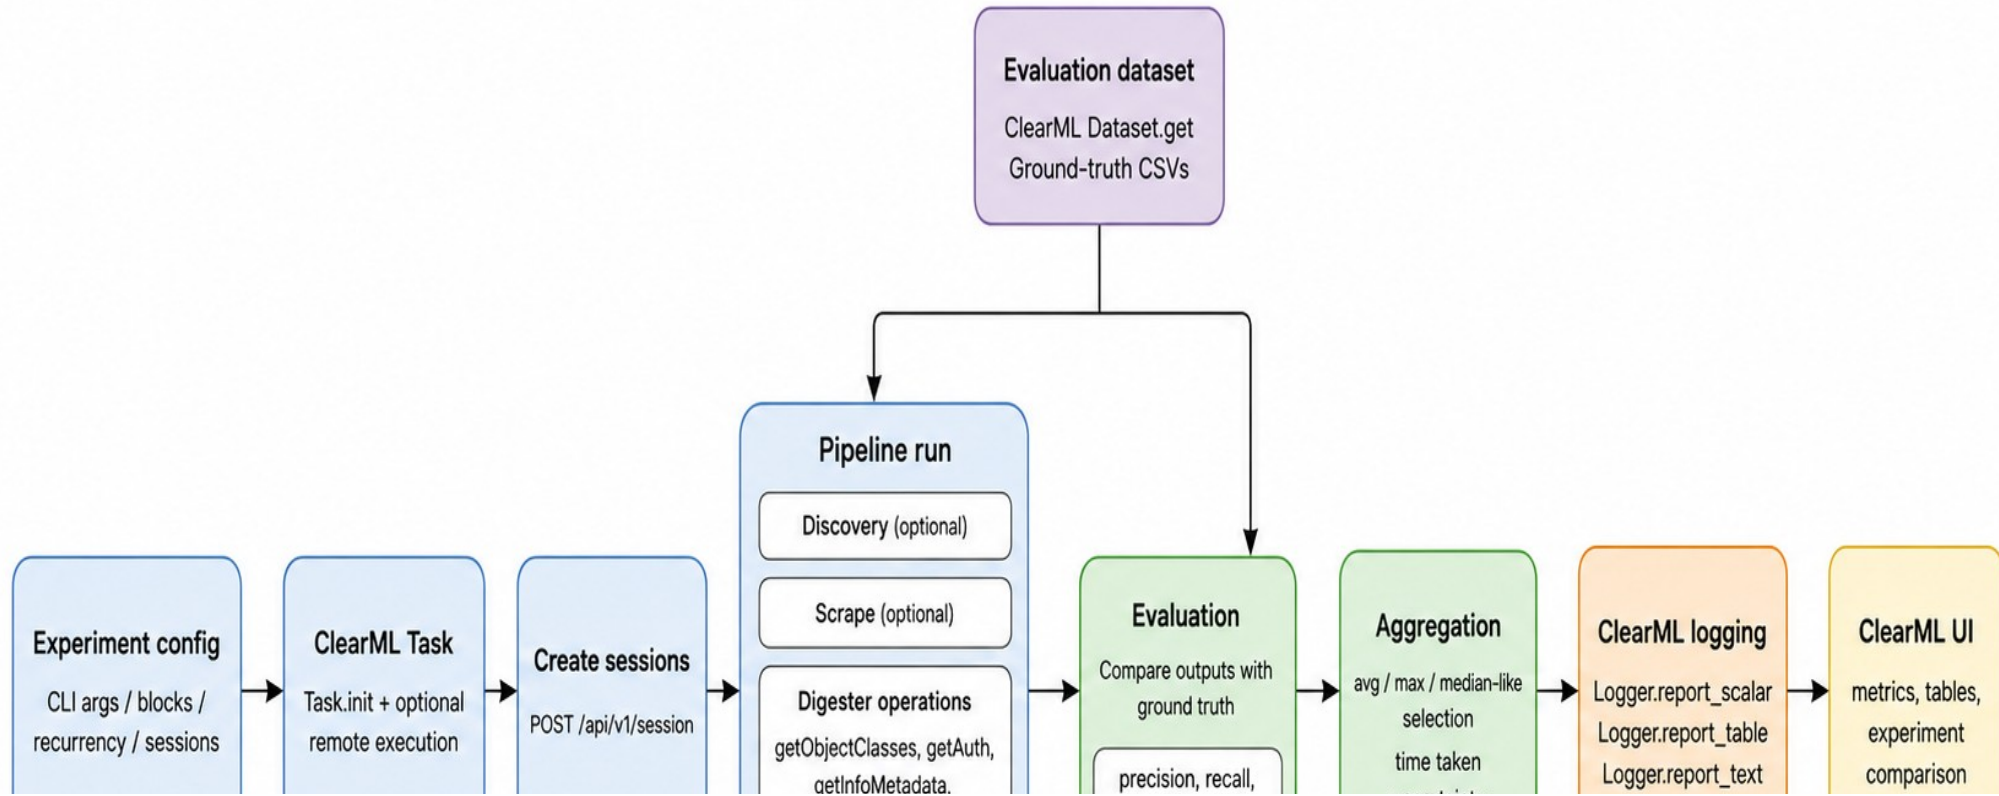 Evaluation dataset
ClearML Dataset.get
Ground-truth CSVs
Experiment config
CLI args / blocks /
recurrency / sessions
ClearML Task
Task.init + optional
remote execution
Create sessions
POST /api/v1/session
Pipeline run
Discovery (optional)
Scrape (optional)
Digester operations
getObjectClasses, getAuth,
getInfoMetadata,
Evaluation
Compare outputs with
ground truth
precision, recall,
Aggregation
avg / max / median-like
selection
time taken
ClearML logging
Logger.report_scalar
Logger.report_table
Logger.report_text
ClearML UI
metrics, tables,
experiment
comparison